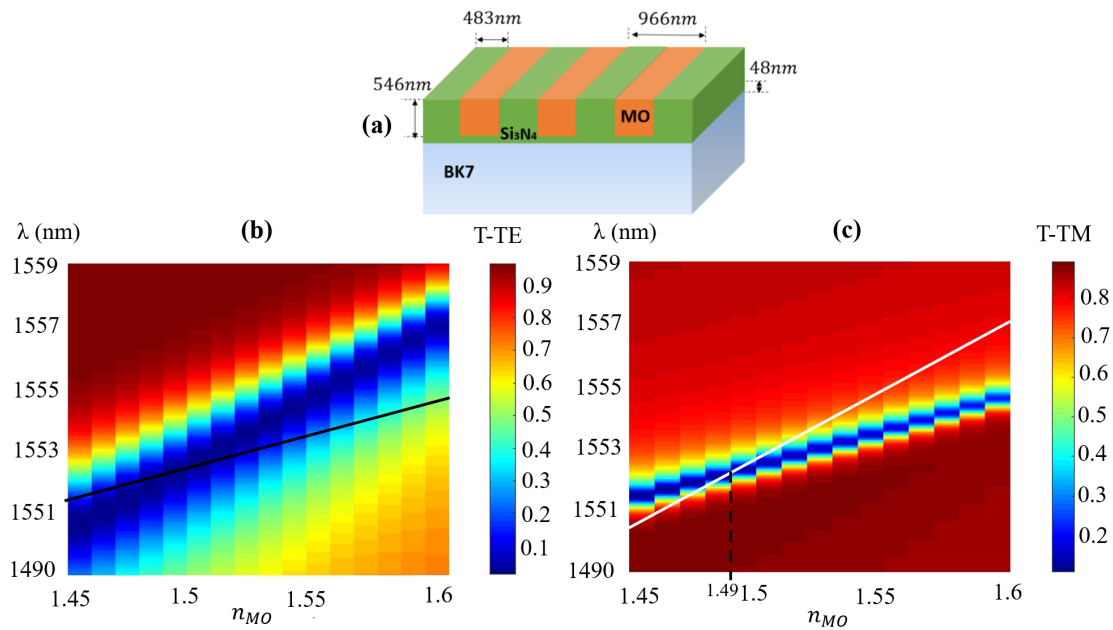 483nm
966nm
546nm
48nm
(a)
MO
Si₃N₄
BK7
λ (nm)
(b)
T-TE
1559
1557
1555
1553
1551
1490
1.45
1.5
1.55
1.6
n_MO
0.9
0.8
0.7
0.6
0.5
0.4
0.3
0.2
0.1
λ (nm)
(c)
T-TM
1559
1557
1555
1553
1551
1490
1.45
1.491
1.5
1.55
1.6
n_MO
0.8
0.7
0.6
0.5
0.4
0.3
0.2